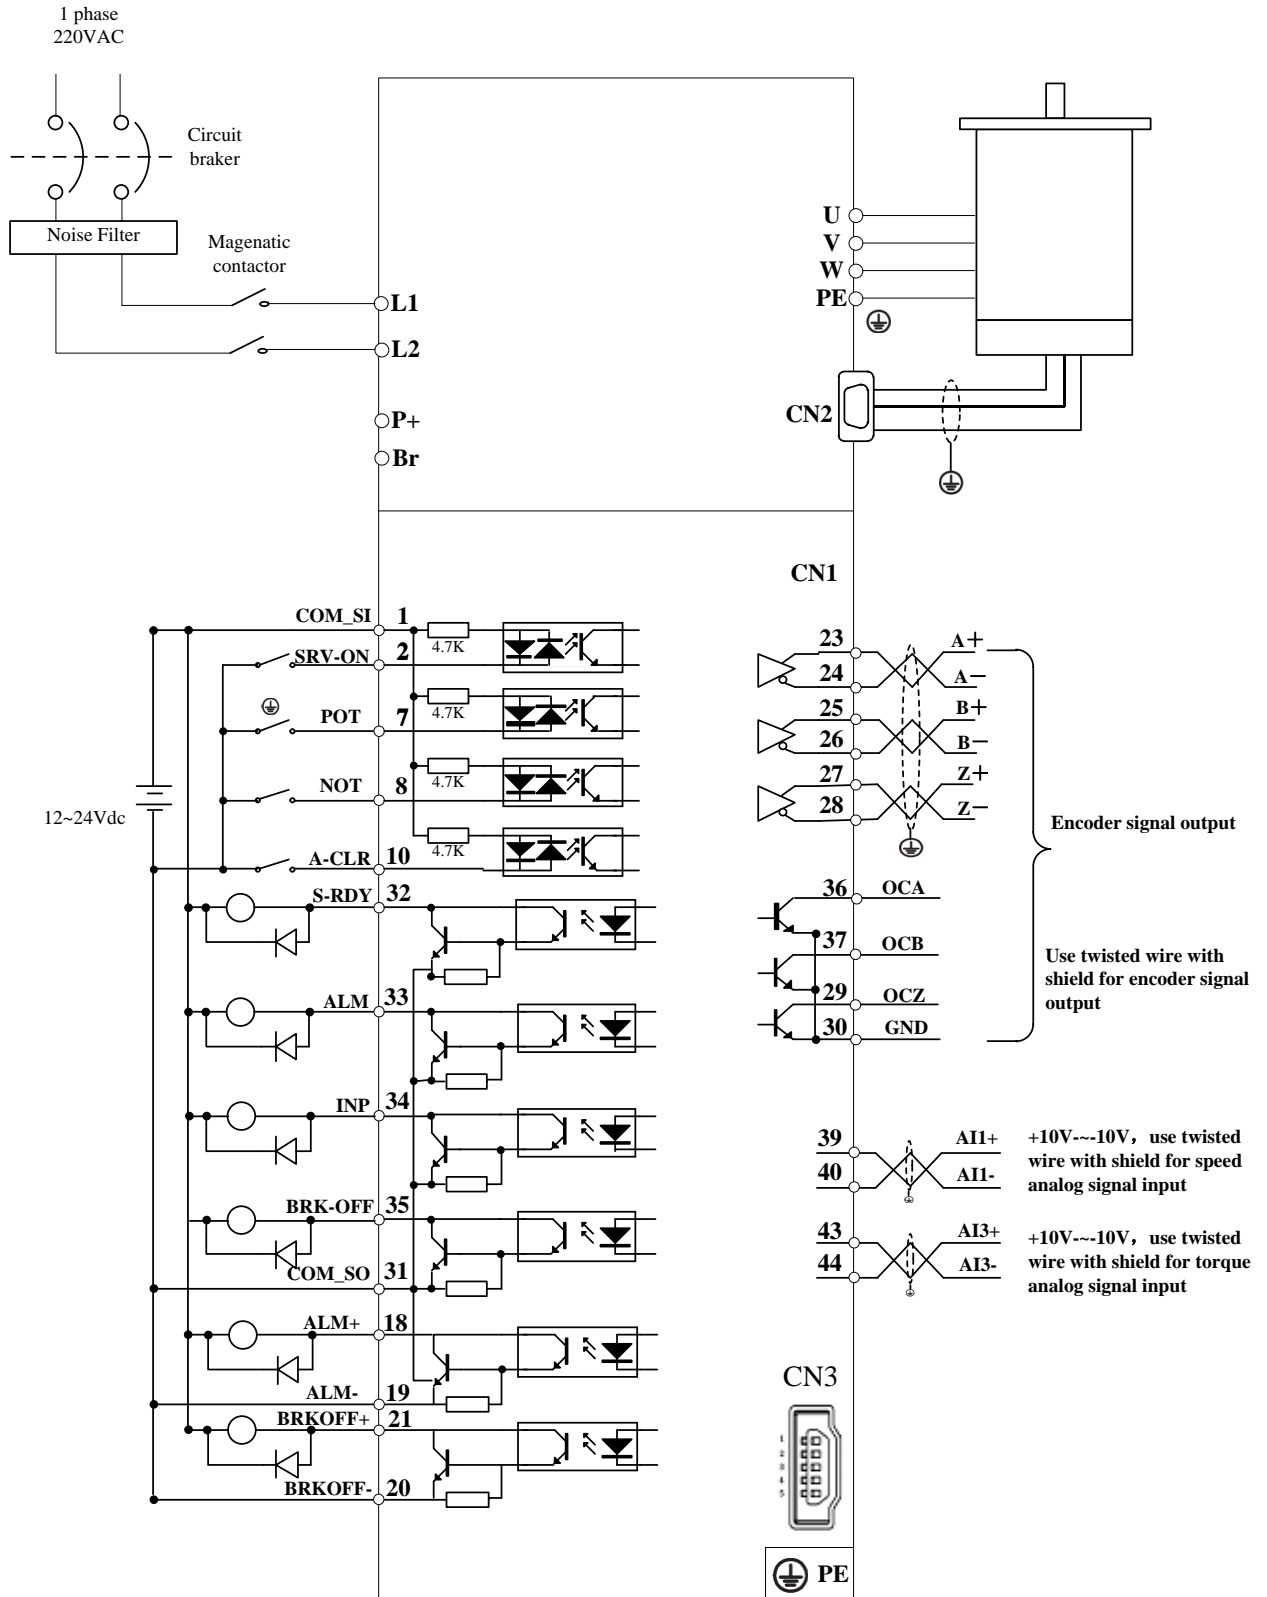 1 phase
220VAC
Circuit
braker
Noise Filter
Magenatic
contactor
L1
L2
P+
Br
U
V
W
PE
CN2
CN1
COM_SI 1
4.7K
SRV-ON 2
POT 7
4.7K
NOT 8
4.7K
A-CLR 10
4.7K
12~24Vdc
S-RDY 32
ALM 33
INP 34
BRK-OFF 35
COM_SO 31
ALM+ 18
ALM- 19
BRKOFF+ 21
BRKOFF- 20
23 A+
24 A-
25 B+
26 B-
27 Z+
28 Z-
Encoder signal output
36 OCA
37 OCB
29 OCZ
30 GND
Use twisted wire with
shield for encoder signal
output
39 AI1+
40 AI1-
+10V-~-10V，use twisted
wire with shield for speed
analog signal input
43 AI3+
44 AI3-
+10V-~-10V，use twisted
wire with shield for torque
analog signal input
CN3
1
2
3
4
5
PE